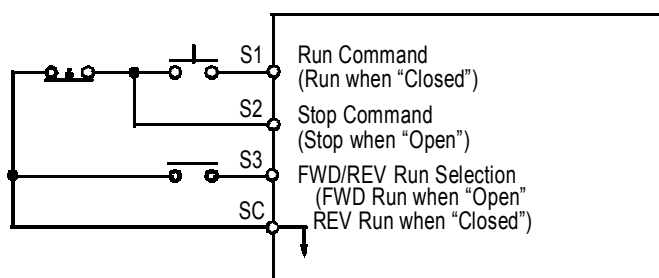 S1 Run Command
(Run when “Closed”)
S2 Stop Command
(Stop when “Open”)
S3 FWD/REV Run Selection
(FWD Run when “Open”
SC REV Run when “Closed”)